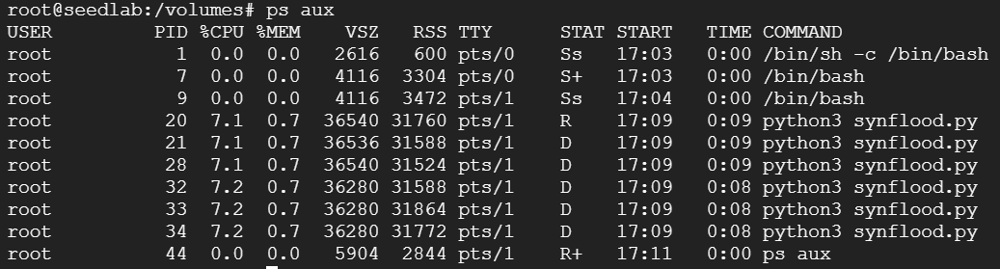 root@seedlab:/volumes# ps aux
USER PID %CPU %MEM VSZ RSS TTY STAT START TIME COMMAND
root 1 0.0 0.0 2616 600 pts/0 Ss 17:03 0:00 /bin/sh -c /bin/bash
root 7 0.0 0.0 4116 3304 pts/0 S+ 17:03 0:00 /bin/bash
root 9 0.0 0.0 4116 3472 pts/1 Ss 17:04 0:00 /bin/bash
root 20 7.1 0.7 36540 31760 pts/1 R 17:09 0:09 python3 synflood.py
root 21 7.1 0.7 36536 31588 pts/1 D 17:09 0:09 python3 synflood.py
root 28 7.1 0.7 36540 31524 pts/1 D 17:09 0:09 python3 synflood.py
root 32 7.2 0.7 36280 31588 pts/1 D 17:09 0:08 python3 synflood.py
root 33 7.2 0.7 36280 31864 pts/1 D 17:09 0:08 python3 synflood.py
root 34 7.2 0.7 36280 31772 pts/1 D 17:09 0:08 python3 synflood.py
root 44 0.0 0.0 5904 2844 pts/1 R+ 17:11 0:00 ps aux